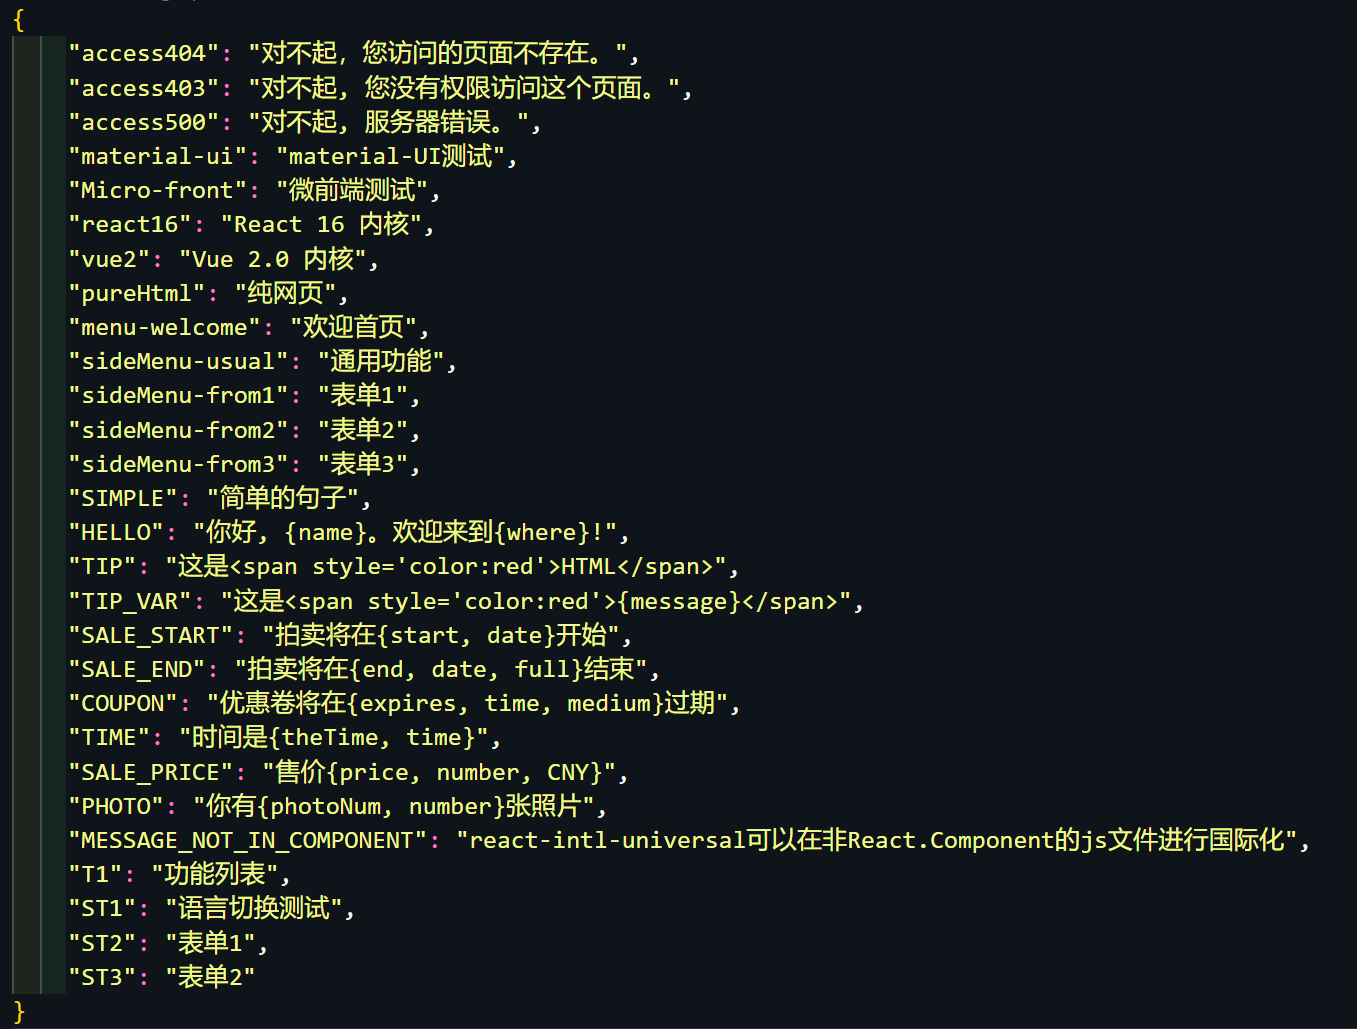 {
"access404": "对不起，您访问的页面不存在。",
"access403": "对不起, 您没有权限访问这个页面。",
"access500": "对不起, 服务器错误。",
"material-ui": "material-UI测试",
"Micro-front": "微前端测试",
"react16": "React 16 内核",
"vue2": "Vue 2.0 内核",
"pureHtml": "纯网页",
"menu-welcome": "欢迎首页",
"sideMenu-usual": "通用功能",
"sideMenu-from1": "表单1",
"sideMenu-from2": "表单2",
"sideMenu-from3": "表单3",
"SIMPLE": "简单的句子",
"HELLO": "你好, {name}。欢迎来到{where}!",
"TIP": "这是<span style='color:red'>HTML</span>",
"TIP_VAR": "这是<span style='color:red'>{message}</span>",
"SALE_START": "拍卖将在{start, date}开始",
"SALE_END": "拍卖将在{end, date, full}结束",
"COUPON": "优惠卷将在{expires, time, medium}过期",
"TIME": "时间是{theTime, time}",
"SALE_PRICE": "售价{price, number, CNY}",
"PHOTO": "你有{photoNum, number}张照片",
"MESSAGE_NOT_IN_COMPONENT": "react-intl-universal可以在非React.Component的js文件进行国际化",
"T1": "功能列表",
"ST1": "语言切换测试",
"ST2": "表单1",
"ST3": "表单2"
}